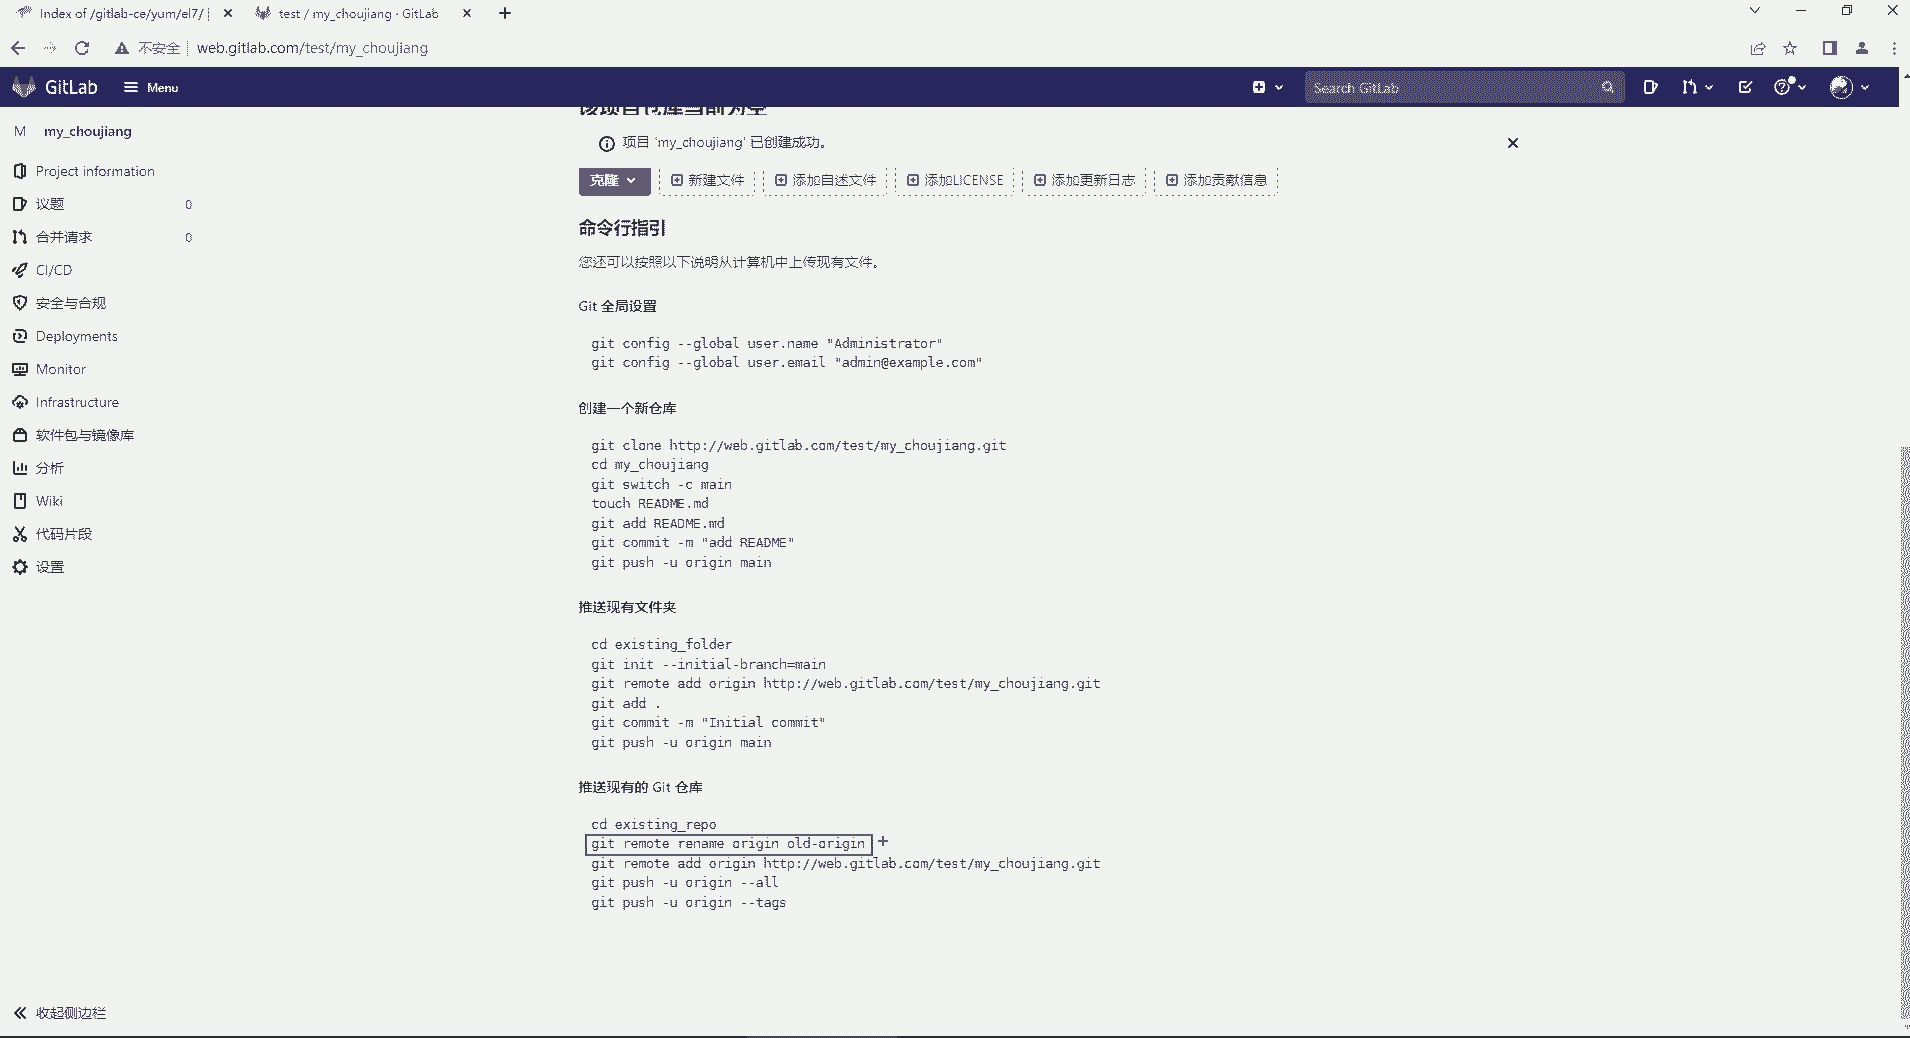 Index of /gitlab-ce/yum/el7/
test / my_choujiang · GitLab
不安全
web.gitlab.com/test/my_choujiang
GitLab
Menu
Search GitLab
M my_choujiang
Project information
议题 0
合并请求 0
CI/CD
安全与合规
Deployments
Monitor
Infrastructure
软件包与镜像库
分析
Wiki
代码片段
设置
收起侧边栏
该项目仓库当前为空
项目 'my_choujiang' 已创建成功。
克隆
新建文件
添加自述文件
添加LICENSE
添加更新日志
添加贡献信息
命令行指引
您还可以按照以下说明从计算机中上传现有文件。
Git 全局设置
git config --global user.name "Administrator"
git config --global user.email "admin@example.com"
创建一个新仓库
git clone http://web.gitlab.com/test/my_choujiang.git
cd my_choujiang
git switch -c main
touch README.md
git add README.md
git commit -m "add README"
git push -u origin main
推送现有文件夹
cd existing_folder
git init --initial-branch=main
git remote add origin http://web.gitlab.com/test/my_choujiang.git
git add .
git commit -m "Initial commit"
git push -u origin main
推送现有的 Git 仓库
cd existing_repo
git remote rename origin old-origin
git remote add origin http://web.gitlab.com/test/my_choujiang.git
git push -u origin --all
git push -u origin --tags